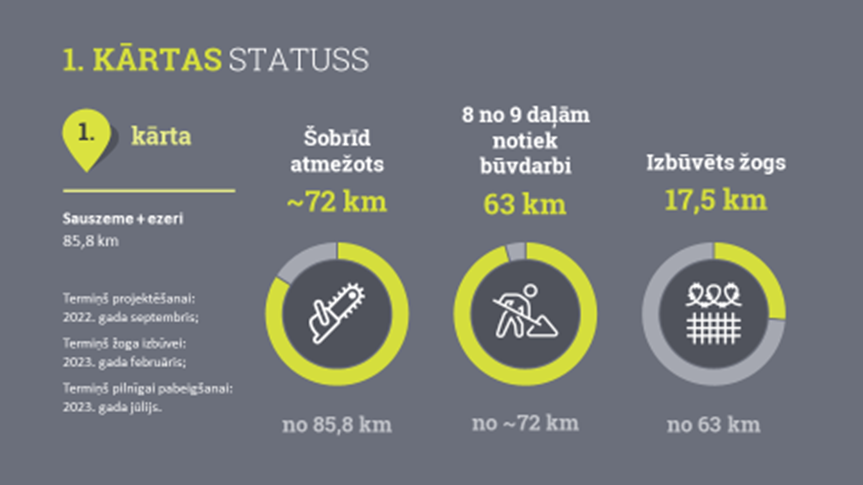 1. KĀRTAS STATUSS
1.
kārta
Sauszeme + ezeri
85,8 km
Termiņš projektēšanai:
2022. gada septembris;
Termiņš žoga izbūvei:
2023. gada februāris;
Termiņš pilnīgai pabeigšanai:
2023. gada jūlijs.
Šobrīd
atmežots
~72 km
no 85,8 km
8 no 9 daļām
notiek
būvdarbi
63 km
no ~72 km
Izbūvēts žogs
17,5 km
no 63 km